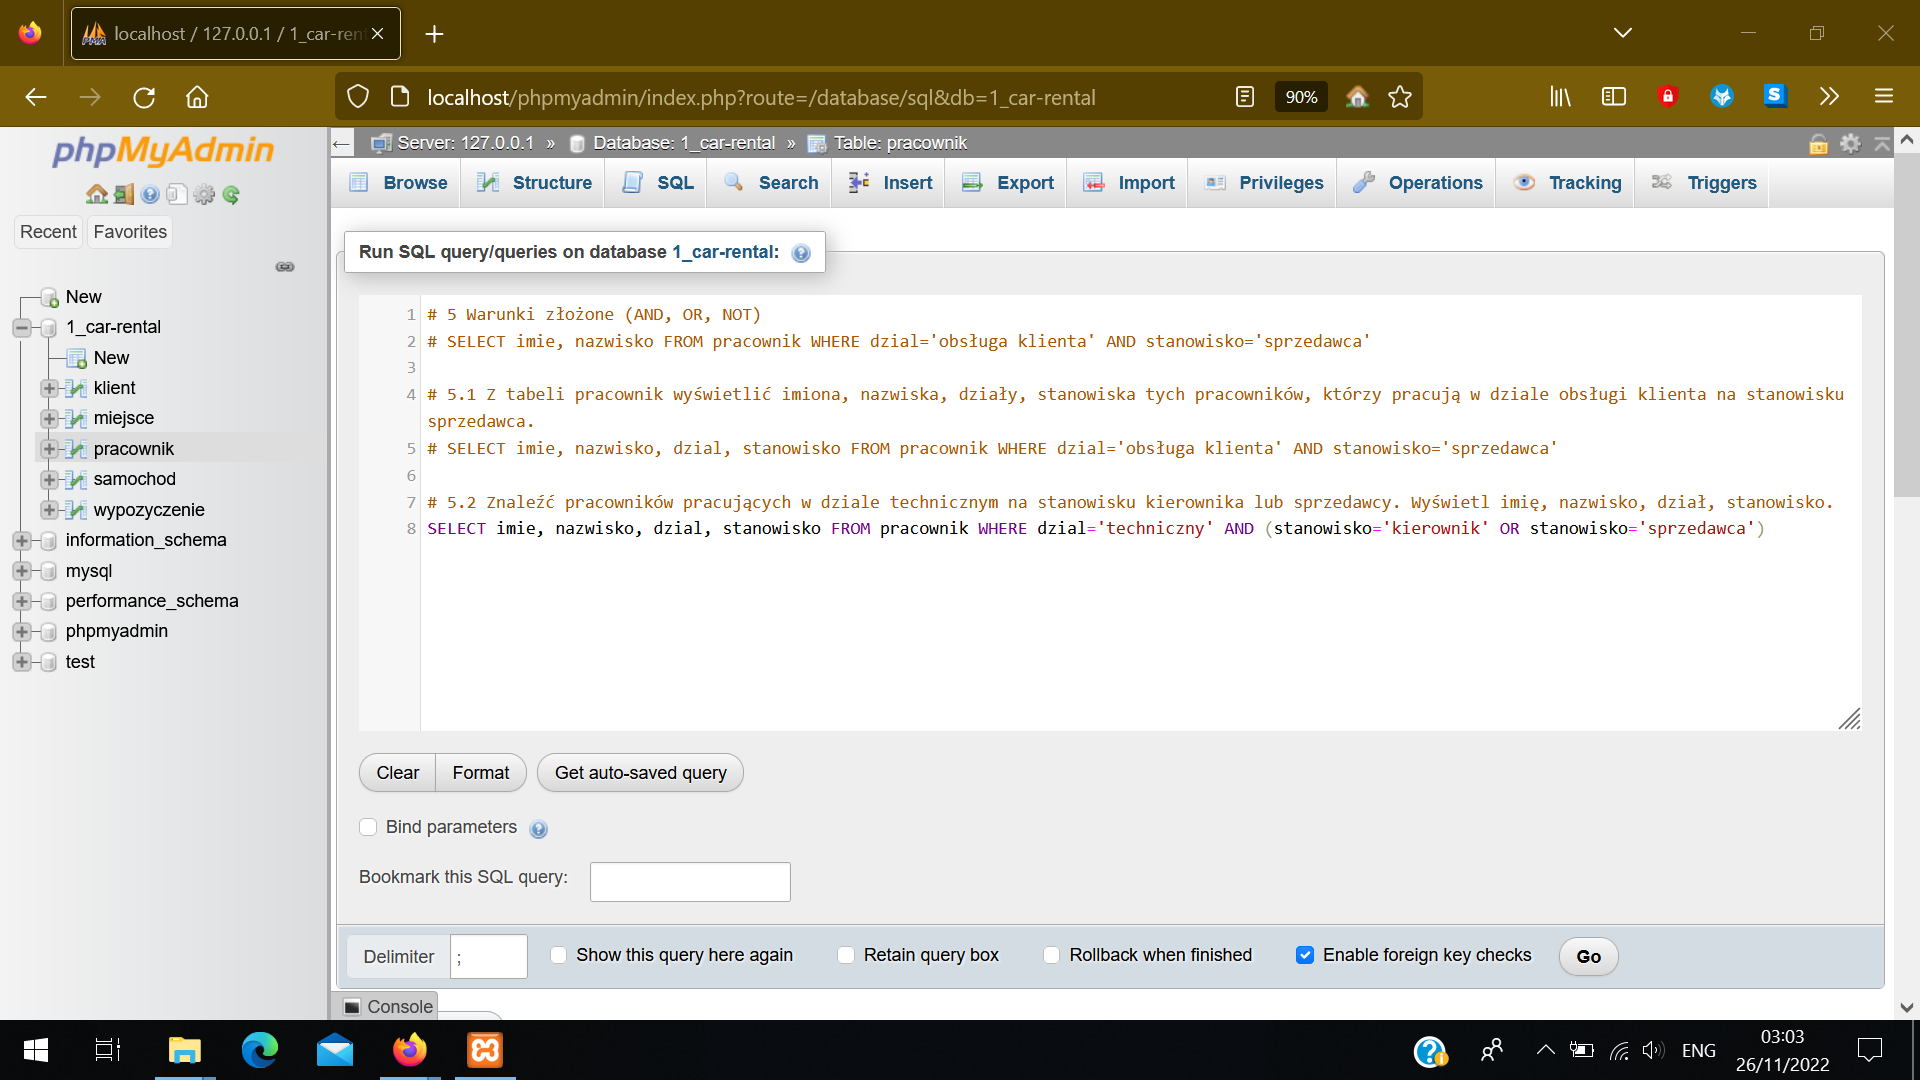 localhost / 127.0.0.1 / 1_car-ren
localhost/phpmyadmin/index.php?route=/database/sql&db=1_car-rental
90%
phpMyAdmin
Recent
Favorites
New
1_car-rental
New
klient
miejsce
pracownik
samochod
wypozyczenie
information_schema
mysql
performance_schema
phpmyadmin
test
Server: 127.0.0.1 » Database: 1_car-rental » Table: pracownik
Browse Structure SQL Search Insert Export Import Privileges Operations Tracking Triggers
Run SQL query/queries on database 1_car-rental:
1 # 5 Warunki złożone (AND, OR, NOT)
2 # SELECT imie, nazwisko FROM pracownik WHERE dzial='obsługa klienta' AND stanowisko='sprzedawca'
3
4 # 5.1 Z tabeli pracownik wyświetlić imiona, nazwiska, działy, stanowiska tych pracowników, którzy pracują w dziale obsługi klienta na stanowisku
sprzedawca.
5 # SELECT imie, nazwisko, dzial, stanowisko FROM pracownik WHERE dzial='obsługa klienta' AND stanowisko='sprzedawca'
6
7 # 5.2 Znaleźć pracowników pracujących w dziale technicznym na stanowisku kierownika lub sprzedawcy. Wyświetl imię, nazwisko, dział, stanowisko.
8 SELECT imie, nazwisko, dzial, stanowisko FROM pracownik WHERE dzial='techniczny' AND (stanowisko='kierownik' OR stanowisko='sprzedawca')
Clear Format Get auto-saved query
Bind parameters
Bookmark this SQL query:
Delimiter ; Show this query here again Retain query box Rollback when finished Enable foreign key checks Go
Console
ENG
03:03
26/11/2022